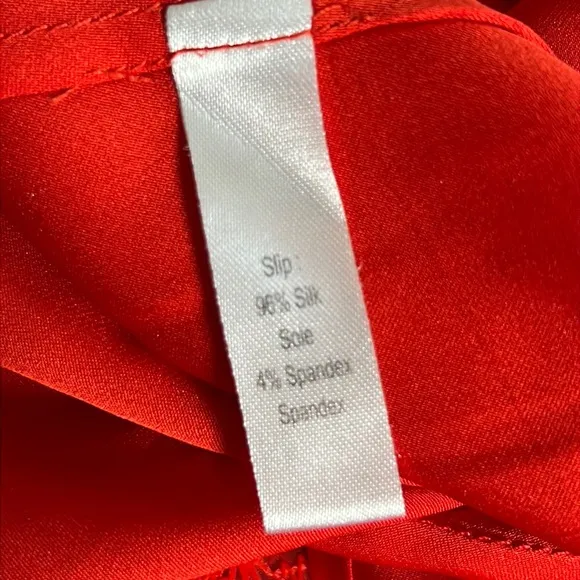 Slip :
96% Silk
Soie
4% Spandex
Spandex